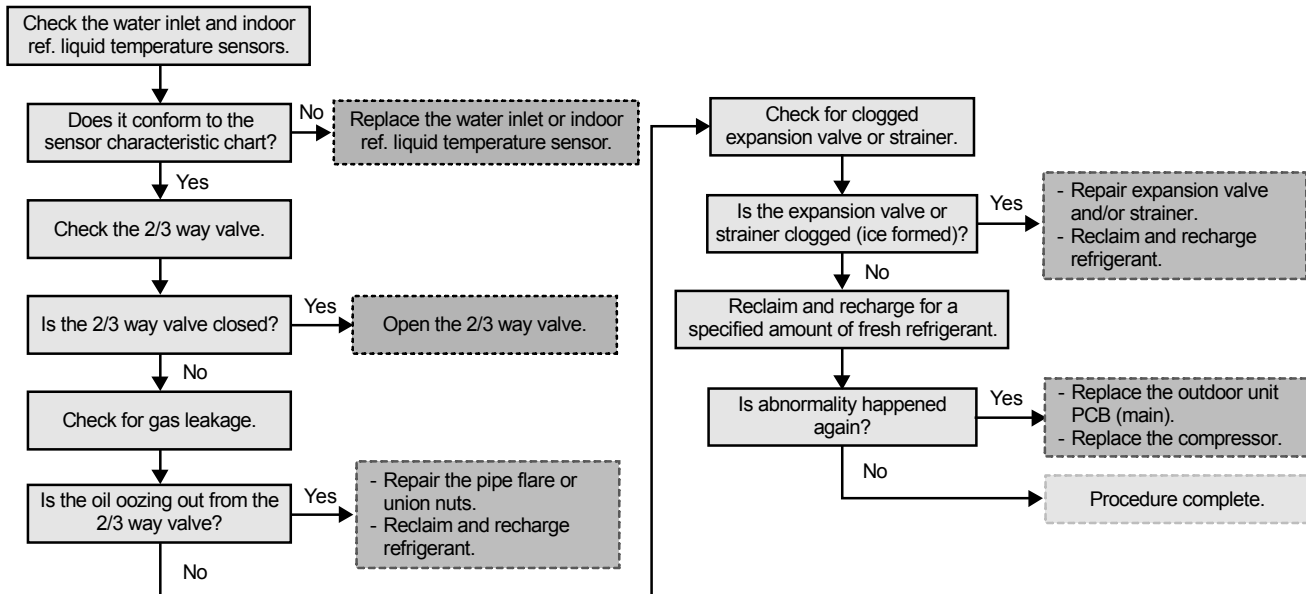 Check the water inlet and indoor
ref. liquid temperature sensors.
Does it conform to the
sensor characteristic chart?
No
Replace the water inlet or indoor
ref. liquid temperature sensor.
Yes
Check the 2/3 way valve.
Is the 2/3 way valve closed?
Yes
Open the 2/3 way valve.
No
Check for gas leakage.
Is the oil oozing out from the
2/3 way valve?
Yes
- Repair the pipe flare or
union nuts.
- Reclaim and recharge
refrigerant.
No
Check for clogged
expansion valve or strainer.
Is the expansion valve or
strainer clogged (ice formed)?
Yes
- Repair expansion valve
and/or strainer.
- Reclaim and recharge
refrigerant.
No
Reclaim and recharge for a
specified amount of fresh refrigerant.
Is abnormality happened
again?
Yes
- Replace the outdoor unit
PCB (main).
- Replace the compressor.
No
Procedure complete.